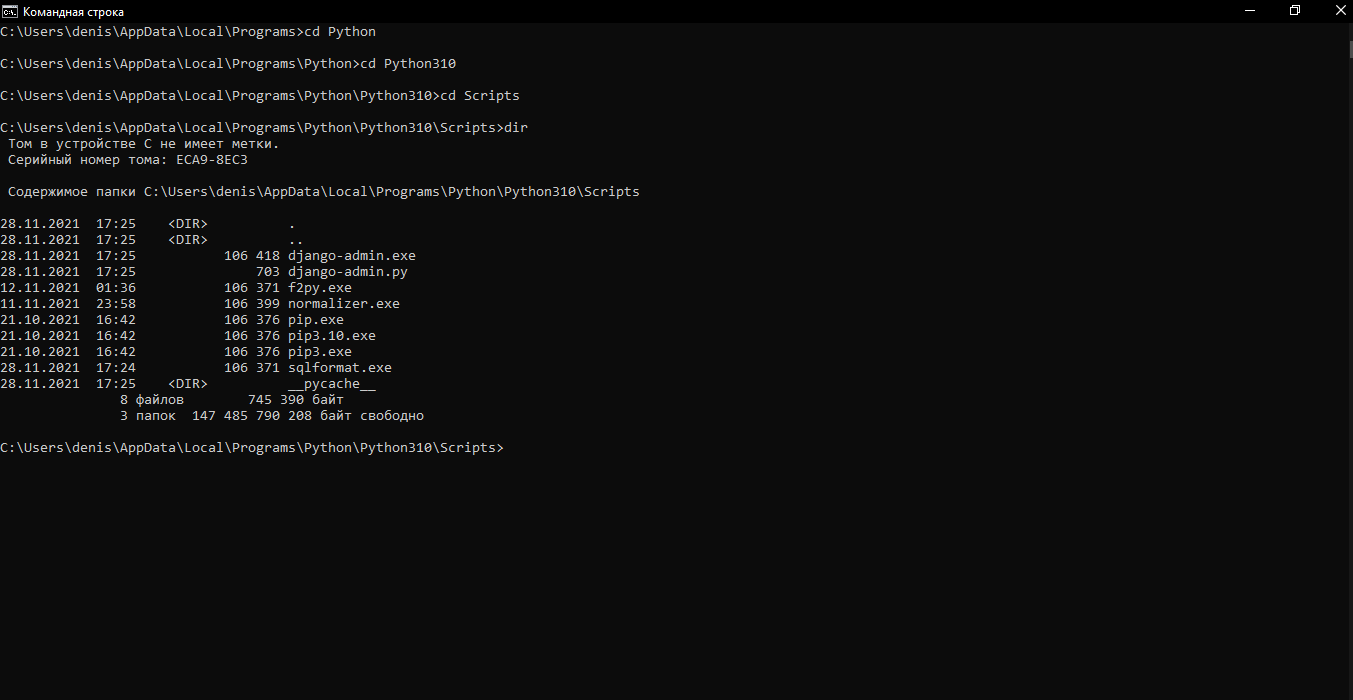 Командная строка
C:\Users\denis\AppData\Local\Programs>cd Python
C:\Users\denis\AppData\Local\Programs\Python>cd Python310
C:\Users\denis\AppData\Local\Programs\Python\Python310>cd Scripts
C:\Users\denis\AppData\Local\Programs\Python\Python310\Scripts>dir
Том в устройстве C не имеет метки.
Серийный номер тома: ECA9-8EC3
Содержимое папки C:\Users\denis\AppData\Local\Programs\Python\Python310\Scripts
28.11.2021  17:25    <DIR>          .
28.11.2021  17:25    <DIR>          ..
28.11.2021  17:25           106 418 django-admin.exe
28.11.2021  17:25               703 django-admin.py
12.11.2021  01:36           106 371 f2py.exe
11.11.2021  23:58           106 399 normalizer.exe
21.10.2021  16:42           106 376 pip.exe
21.10.2021  16:42           106 376 pip3.10.exe
21.10.2021  16:42           106 376 pip3.exe
28.11.2021  17:24           106 371 sqlformat.exe
28.11.2021  17:25    <DIR>          __pycache__
8 файлов        745 390 байт
3 папок  147 485 790 208 байт свободно
C:\Users\denis\AppData\Local\Programs\Python\Python310\Scripts>